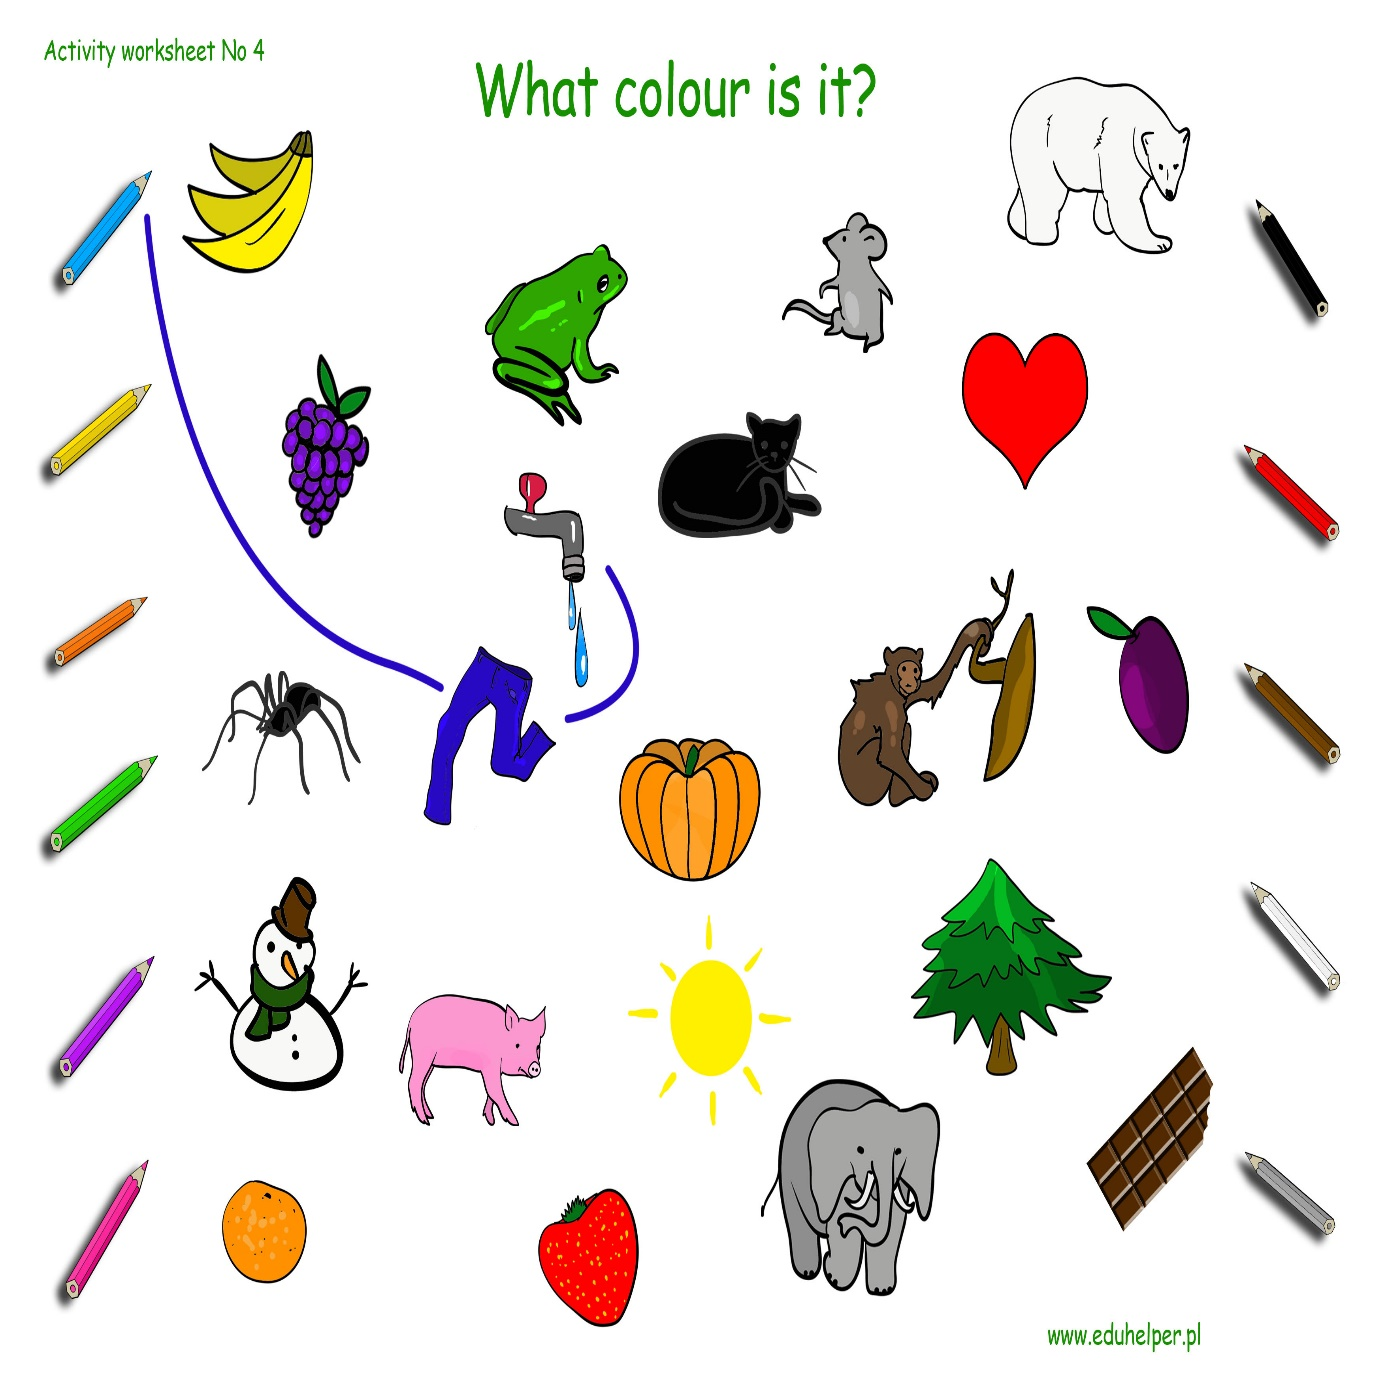 Activity worksheet No 4
What colour is it?
www.eduhelper.pl